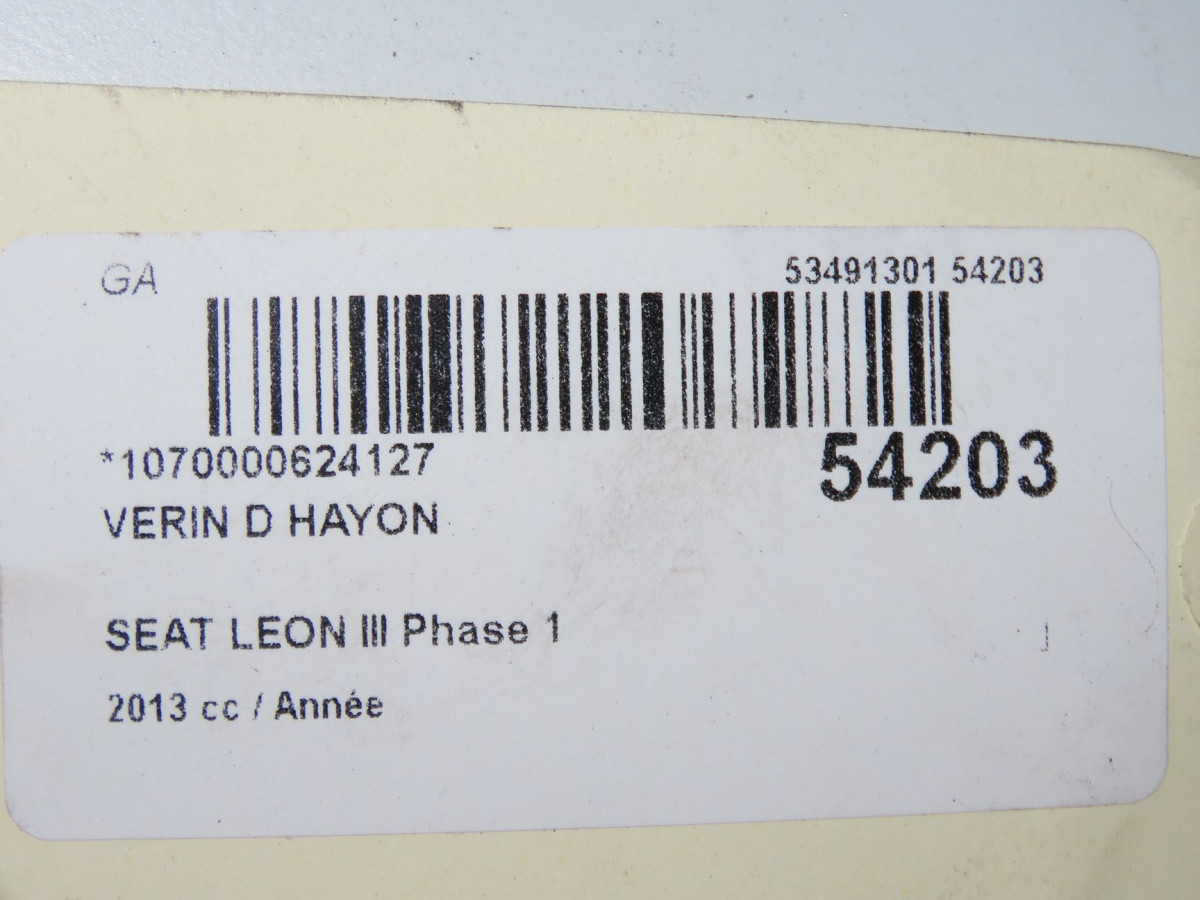 GA
53491301 54203
*1070000624127
54203
VERIN D HAYON
SEAT LEON III Phase 1
2013 cc / Année